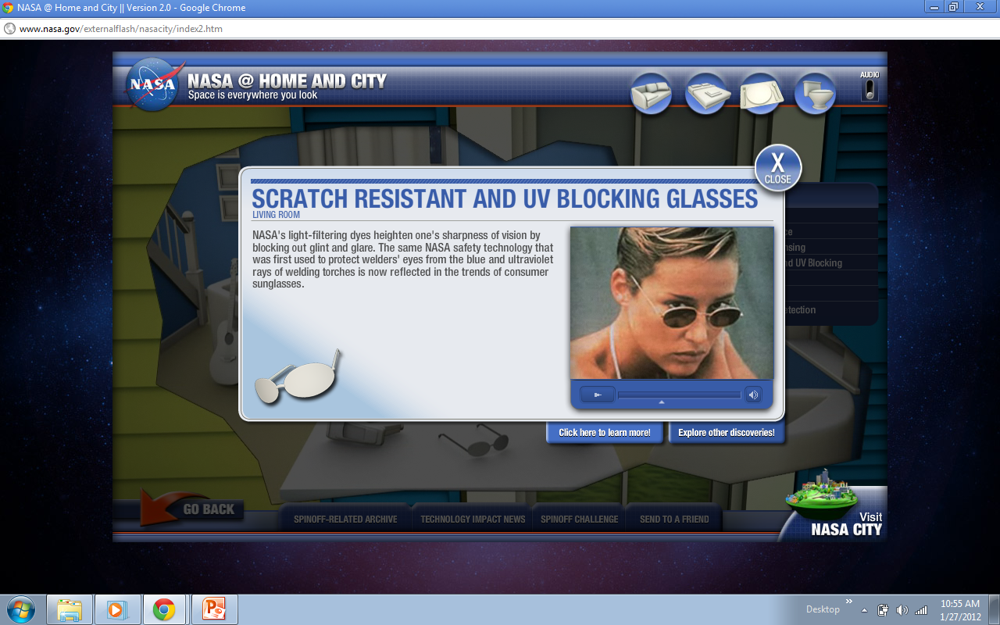 NASA @ Home and City || Version 2.0 - Google Chrome
www.nasa.gov/externalflash/nasacity/index2.htm
NASA
NASA @ HOME AND CITY
Space is everywhere you look
AUDIO
X
CLOSE
SCRATCH RESISTANT AND UV BLOCKING GLASSES
LIVING ROOM
NASA's light-filtering dyes heighten one's sharpness of vision by
blocking out glint and glare. The same NASA safety technology that
was first used to protect welders' eyes from the blue and ultraviolet
rays of welding torches is now reflected in the trends of consumer
sunglasses.
UV Blocking
Click here to learn more!
Explore other discoveries!
GO BACK
SPINOFF-RELATED ARCHIVE
TECHNOLOGY IMPACT NEWS
SPINOFF CHALLENGE
SEND TO A FRIEND
Visit
NASA CITY
Desktop
10:55 AM
1/27/2012